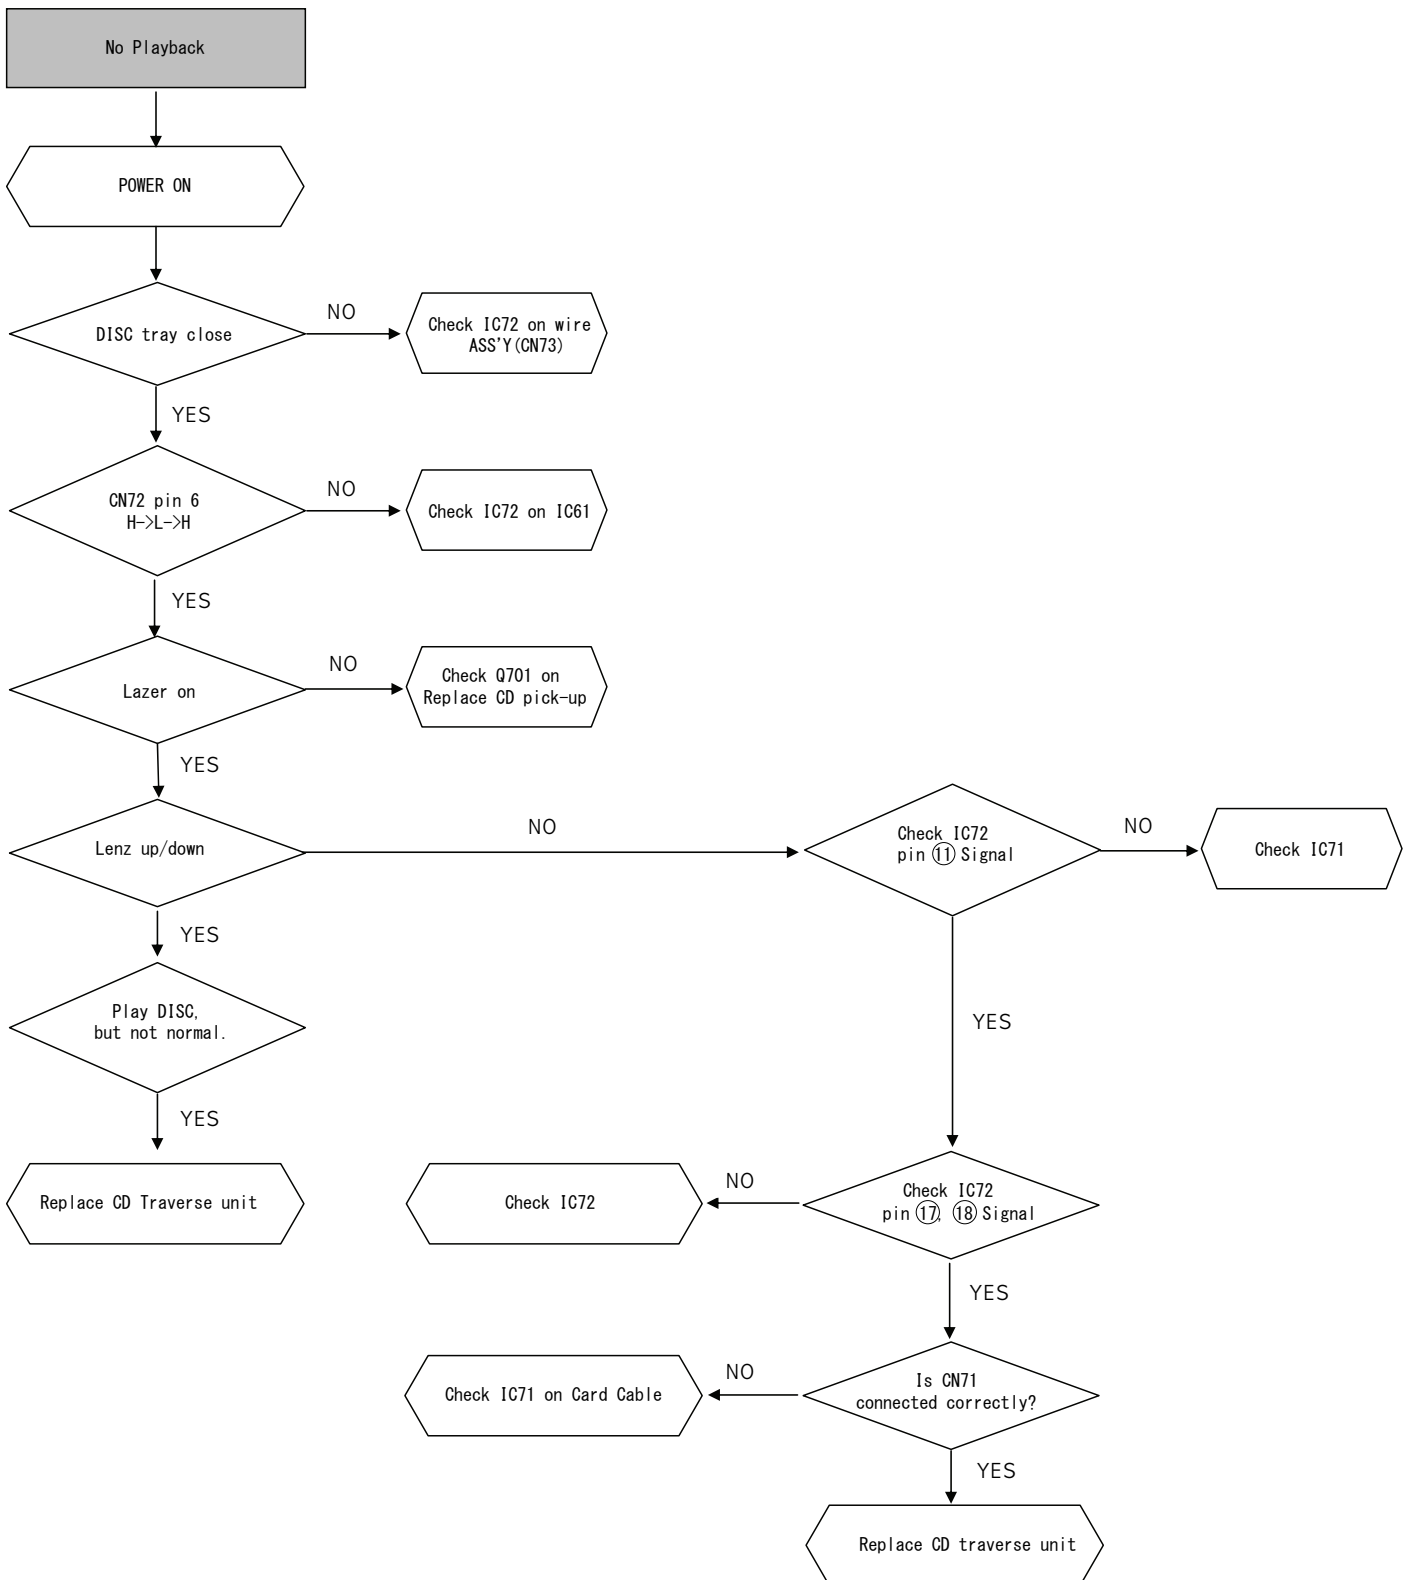 No Playback
POWER ON
DISC tray close
NO
Check IC72 on wire
ASS'Y(CN73)
YES
CN72 pin 6
H->L->H
NO
Check IC72 on IC61
YES
Lazer on
NO
Check Q701 on
Replace CD pick-up
YES
Lenz up/down
NO
Check IC72
pin ⑪ Signal
NO
Check IC71
YES
Play DISC,
but not normal.
YES
YES
Replace CD Traverse unit
Check IC72
NO
Check IC72
pin ⑰, ⑱ Signal
YES
Check IC71 on Card Cable
NO
Is CN71
connected correctly?
YES
Replace CD traverse unit